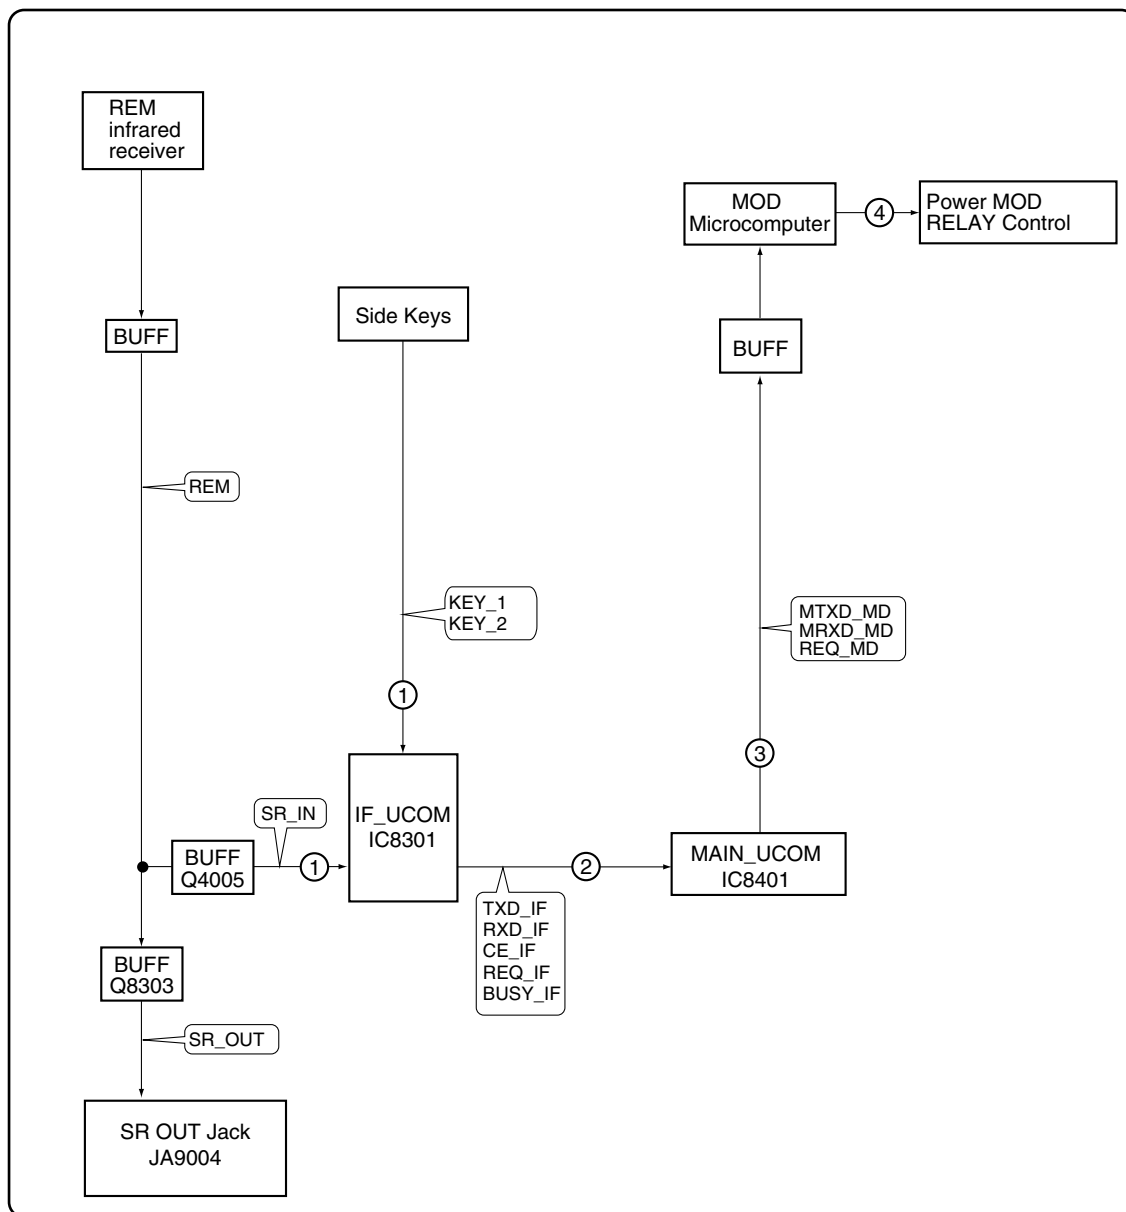 REM
infrared
receiver
MOD
Microcomputer
4
Power MOD
RELAY Control
Side Keys
BUFF
BUFF
REM
KEY_1
KEY_2
MTXD_MD
MRXD_MD
REQ_MD
1
3
SR_IN
IF_UCOM
IC8301
BUFF
Q4005
1
2
MAIN_UCOM
IC8401
TXD_IF
RXD_IF
CE_IF
REQ_IF
BUSY_IF
BUFF
Q8303
SR_OUT
SR OUT Jack
JA9004